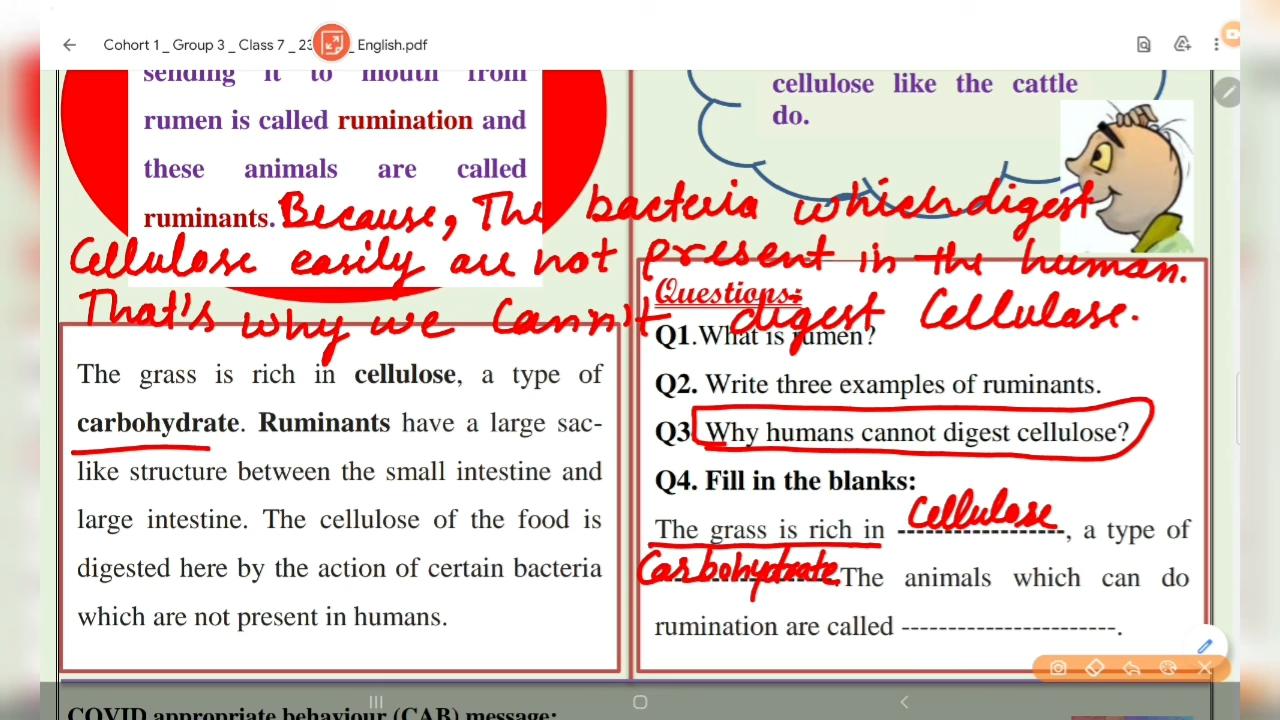 Cohort 1 _ Group 3 _ Class 7 _ 23 _ English.pdf
sending it to mouth from
rumen is called rumination and
these animals are called
ruminants.
cellulose like the cattle
do.
Because, The bacteria which digest
Cellulose easily are not present in the human.
That's why we cannot digest Cellulose.
The grass is rich in cellulose, a type of
carbohydrate. Ruminants have a large sac-
like structure between the small intestine and
large intestine. The cellulose of the food is
digested here by the action of certain bacteria
which are not present in humans.
Questions:
Q1.What is rumen?
Q2. Write three examples of ruminants.
Q3 Why humans cannot digest cellulose?
Q4. Fill in the blanks:
The grass is rich in Cellulose, a type of
Carbohydrate.The animals which can do
rumination are called -----------------------.
COVID appropriate behaviour (CAB) message: